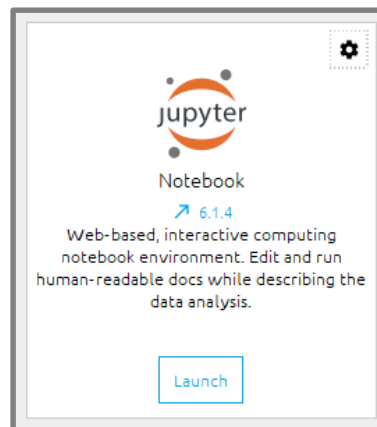 jupyter
Notebook
6.1.4
Web-based, interactive computing
notebook environment. Edit and run
human-readable docs while describing the
data analysis.
Launch